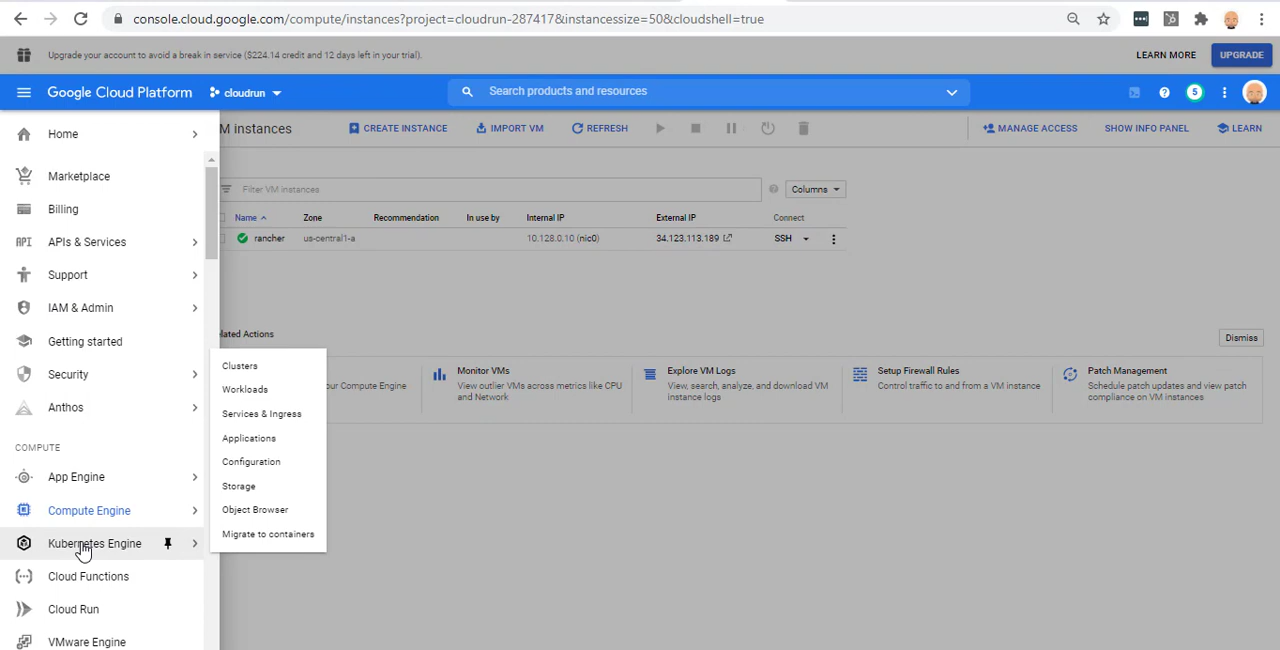 console.cloud.google.com/compute/instances?project=cloudrun-287417&instancessize=50&cloudshell=true
Upgrade your account to avoid a break in service ($224.14 credit and 12 days left in your trial).
LEARN MORE
UPGRADE
Google Cloud Platform
cloudrun
Search products and resources
5
Home
M instances
CREATE INSTANCE
IMPORT VM
REFRESH
MANAGE ACCESS
SHOW INFO PANEL
LEARN
Marketplace
Billing
API APIs & Services
Support
IAM & Admin
Getting started
Security
Anthos
COMPUTE
App Engine
Compute Engine
Kubernetes Engine
Cloud Functions
Cloud Run
VMware Engine
Filter VM instances
Columns
Name Zone Recommendation In use by Internal IP External IP Connect
rancher us-central1-a 10.128.0.10 (nic0) 34.123.113.189 SSH
lated Actions
Dismiss
Clusters
Workloads
Services & Ingress
Applications
Configuration
Storage
Object Browser
Migrate to containers
our Compute Engine
Monitor VMs
View outlier VMs across metrics like CPU
and Network
Explore VM Logs
View, search, analyze, and download VM
instance logs
Setup Firewall Rules
Control traffic to and from a VM instance
Patch Management
Schedule patch updates and view patch
compliance on VM instances